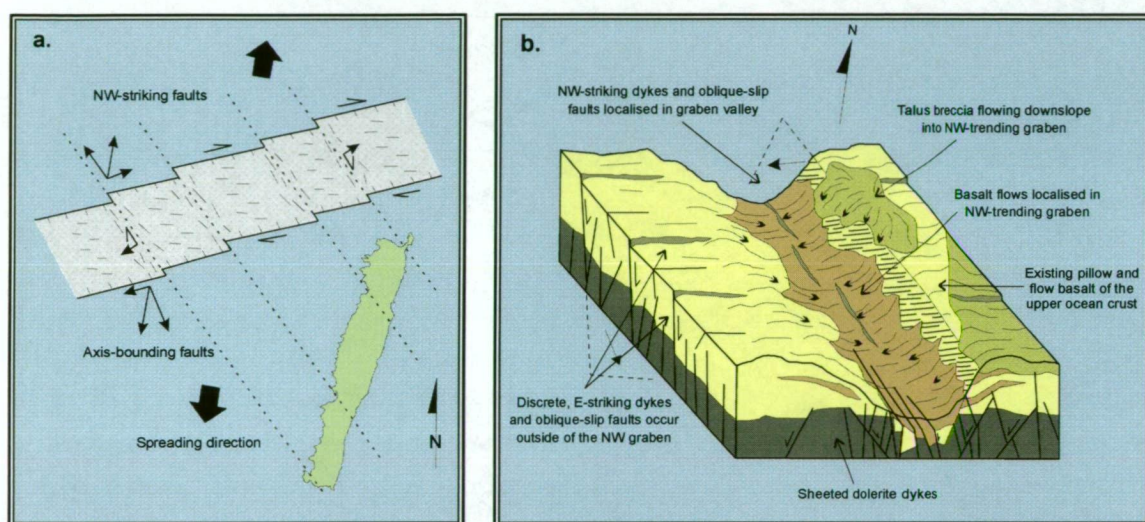 a.
NW-striking faults
Axis-bounding faults
Spreading direction
N
b.
N
NW-striking dykes and oblique-slip
faults localised in graben valley
Talus breccia flowing downslope
into NW-trending graben
Basalt flows localised in
NW-trending graben
Existing pillow and
flow basalt of the
upper ocean crust
Discrete, E-striking dykes
and oblique-slip faults occur
outside of the NW graben
Sheeted dolerite dykes